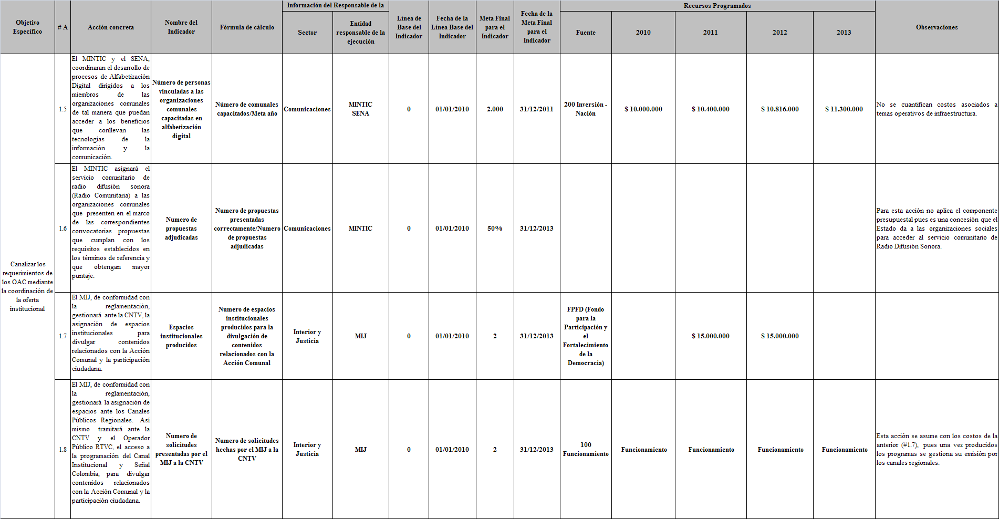 Objetivo
Específico
# A
Acción concreta
Nombre del
Indicador
Fórmula de cálculo
Información del Responsable de la
Sector
Entidad
responsable de la
ejecución
Línea de
Base del
Indicador
Fecha de la
Línea Base del
Indicador
Meta Final
para el
Indicador
Fecha de la
Meta Final
para el
Indicador
Recursos Programados
Fuente
2010
2011
2012
2013
Observaciones
Canalizar los
requerimientos de
los OAC mediante
la coordinación de
la oferta
institucional
1.5
El MINTIC y el SENA,
coordinaran el desarrollo de
procesos de Alfabetización
Digital dirigidos a los
miembros de las
organizaciones comunales
de tal manera que puedan
acceder a los beneficios
que conllevan las
tecnologías de la
información y la
comunicación.
Número de personas
vinculadas a las
organizaciones
comunales
capacitadas en
alfabetización
digital
Número de comunales
capacitados/Meta año
Comunicaciones
MINTIC
SENA
0
01/01/2010
2.000
31/12/2011
200 Inversión -
Nación
$ 10.000.000
$ 10.400.000
$ 10.816.000
$ 11.300.000
No se cuantifican costos asociados a
temas operativos de infraestructura.
1.6
El MINTIC asignará el
servicio comunitario de
radio difusión sonora
(Radio Comunitaria) a las
organizaciones comunales
que presenten en el marco
de las correspondientes
convocatorias propuestas
que cumplan con los
requisitos establecidos en
los términos de referencia y
que obtengan mayor
puntaje.
Numero de
propuestas
adjudicadas
Numero de propuestas
presentadas
correctamente/Numero
de propuestas
adjudicadas
Comunicaciones
MINTIC
0
01/01/2010
50%
31/12/2013
Para esta acción no aplica el componente
presupuestal pues es una concesión que el
Estado da a las organizaciones sociales
para acceder al servicio comunitario de
Radio Difusión Sonora.
1.7
El MIJ, de conformidad con
la reglamentación,
gestionará ante la CNTV, la
asignación de espacios
institucionales para
divulgar contenidos
relacionados con la Acción
Comunal y la participación
ciudadana.
Espacios
institucionales
producidos
Numero de espacios
institucionales
producidos para la
divulgación de
contenidos
relacionados con la
Acción Comunal
Interior y
Justicia
MIJ
0
01/01/2010
2
31/12/2013
FPFD (Fondo
para la
Participación y
el
Fortalecimiento
de la
Democracia)
$ 15.000.000
$ 15.000.000
1.8
El MIJ, de conformidad con
la reglamentación,
gestionará la asignación de
espacios ante los Canales
Públicos Regionales. Así
mismo tramitará ante la
CNTV y el Operador
Público RTVC, el acceso a
la programación del Canal
Institucional y Señal
Colombia, para divulgar
contenidos relacionados
con la Acción Comunal y la
participación ciudadana.
Numero de
solicitudes
presentadas por el
MIJ a la CNTV
Numero de solicitudes
hechas por el MIJ a la
CNTV
Interior y
Justicia
MIJ
0
01/01/2010
2
31/12/2013
100
Funcionamiento
Funcionamiento
Funcionamiento
Funcionamiento
Funcionamiento
Esta acción se asume con los costos de la
anterior (#1.7), pues una vez producidos
los programas se gestiona su emisión por
los canales regionales.